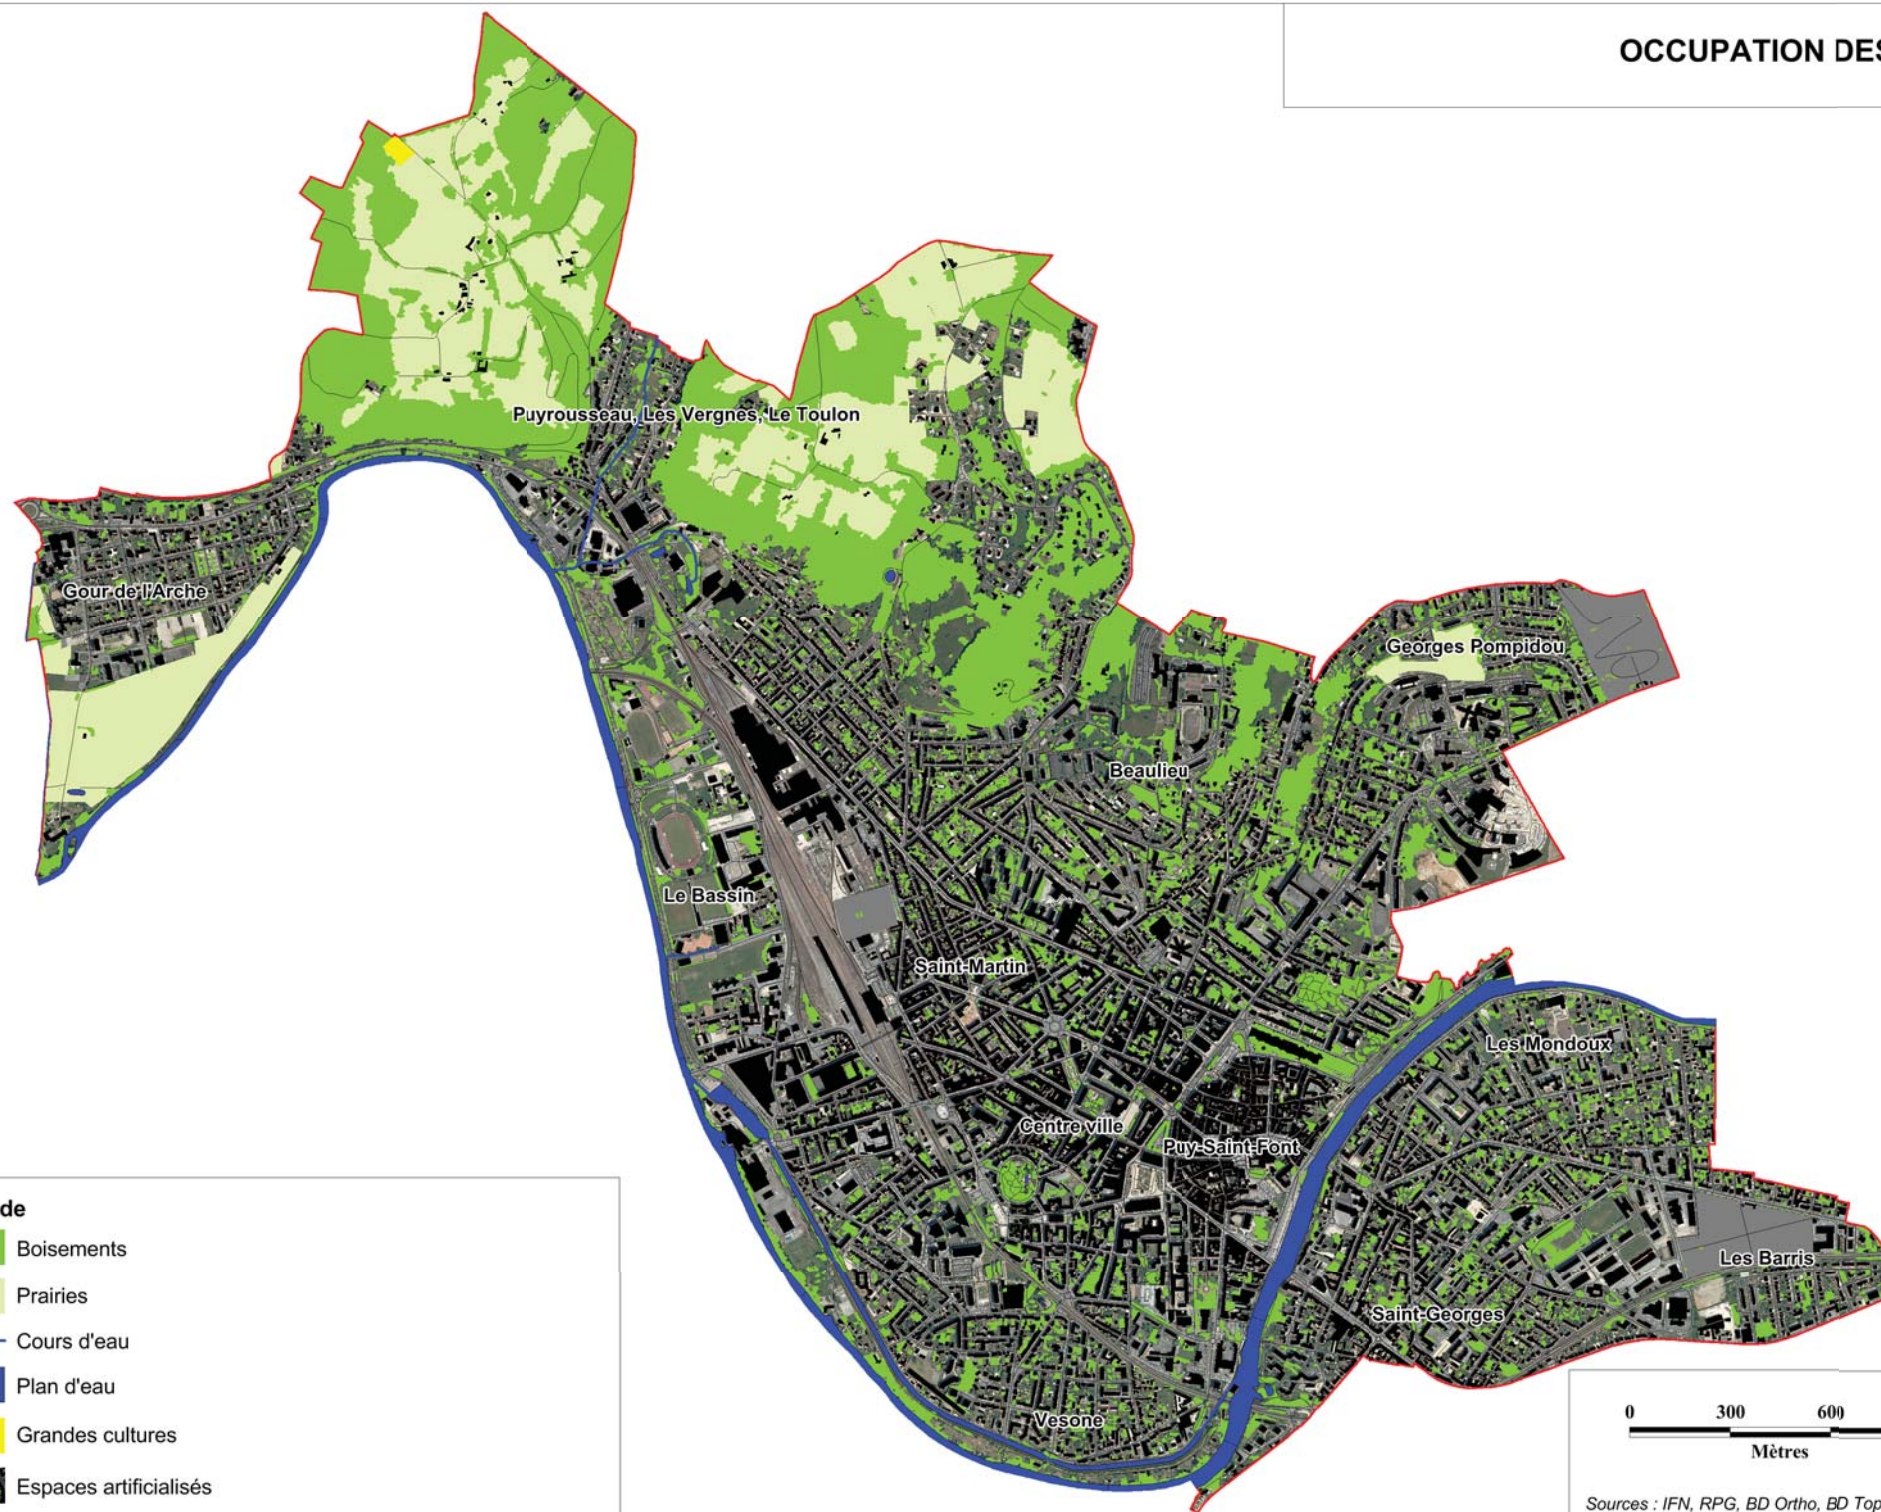 OCCUPATION DES
Puyrousseau, Les Vergnes, Le Toulon
Gour de l'Arche
Georges Pompidou
Beaulieu
Le Bassin
Saint-Martin
Les Mondoux
Centre ville
Puy-Saint-Font
Les Barris
Saint-Georges
Vesone
de
Boisements
Prairies
Cours d'eau
Plan d'eau
Grandes cultures
Espaces artificialisés
0 300 600
Mètres
Sources : IFN, RPG, BD Ortho, BD Top